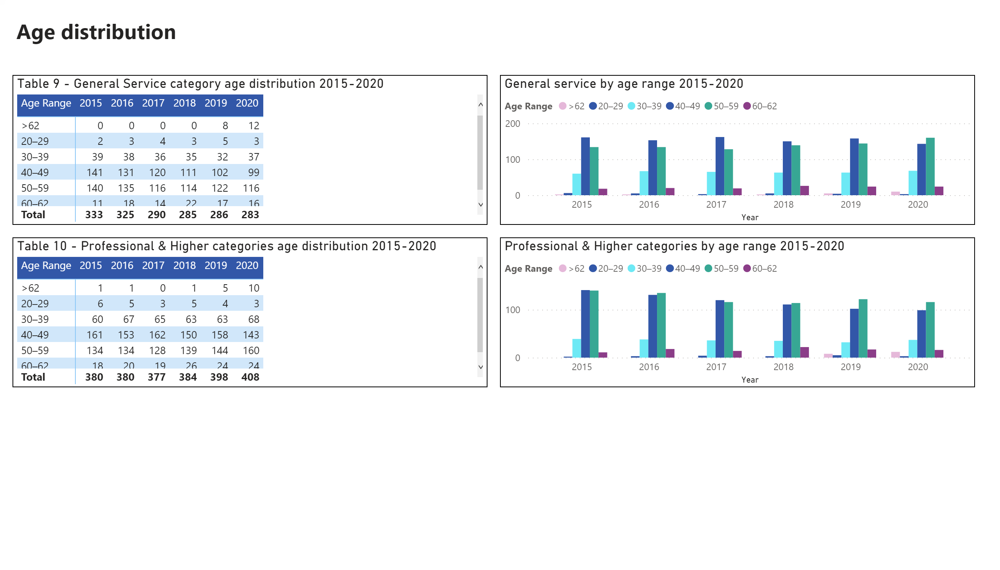 Age distribution
Table 9 - General Service category age distribution 2015-2020
Age Range 2015 2016 2017 2018 2019 2020
>62 0 0 0 0 8 12
20–29 2 3 4 3 5 3
30–39 39 38 36 35 32 37
40–49 141 131 120 111 102 99
50–59 140 135 116 114 122 116
60–62 11 18 14 22 17 16
Total 333 325 290 285 286 283
General service by age range 2015-2020
Age Range >62 20–29 30–39 40–49 50–59 60–62
200
100
0
2015 2016 2017 2018 2019 2020
Year
Table 10 - Professional & Higher categories age distribution 2015-2020
Age Range 2015 2016 2017 2018 2019 2020
>62 1 1 0 1 5 10
20–29 6 5 3 5 4 3
30–39 60 67 65 63 63 68
40–49 161 153 162 150 158 143
50–59 134 134 128 139 144 160
60–62 18 20 19 26 24 24
Total 380 380 377 384 398 408
Professional & Higher categories by age range 2015-2020
Age Range >62 20–29 30–39 40–49 50–59 60–62
100
0
2015 2016 2017 2018 2019 2020
Year